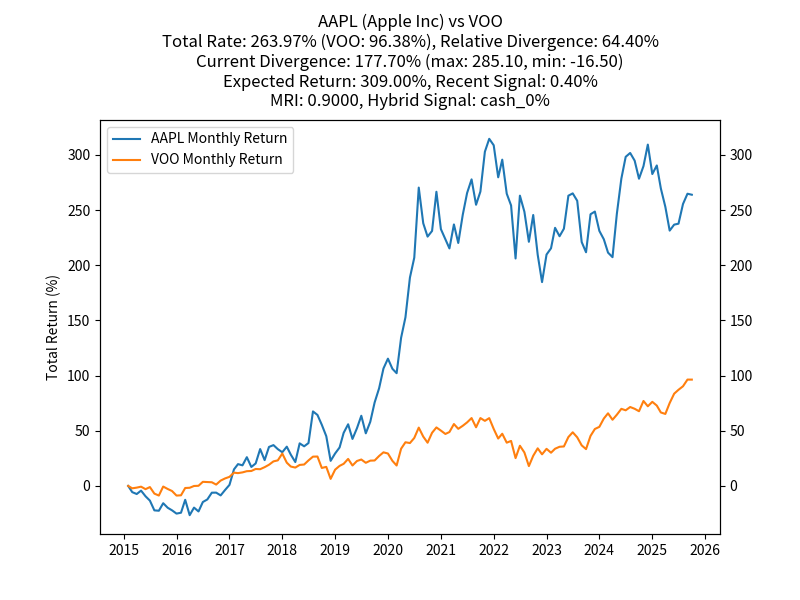 AAPL (Apple Inc) vs VOO
Total Rate: 263.97% (VOO: 96.38%), Relative Divergence: 64.40%
Current Divergence: 177.70% (max: 285.10, min: -16.50)
Expected Return: 309.00%, Recent Signal: 0.40%
MRI: 0.9000, Hybrid Signal: cash_0%
AAPL Monthly Return
VOO Monthly Return
Total Return (%)
300
250
200
150
100
50
0
300
250
200
150
100
50
0
2015 2016 2017 2018 2019 2020 2021 2022 2023 2024 2025 2026